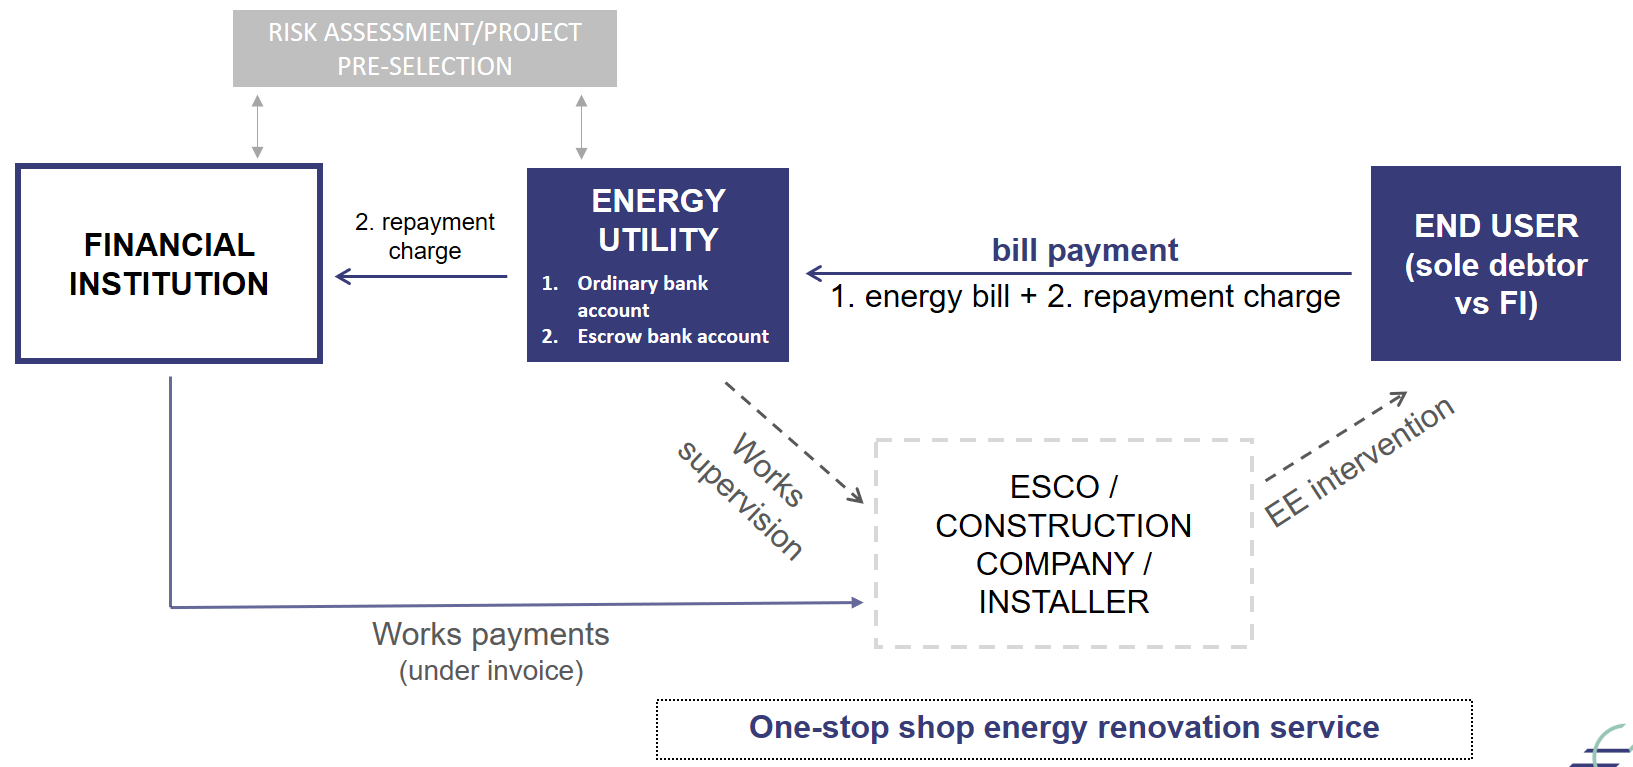 RISK ASSESSMENT/PROJECT
PRE-SELECTION
FINANCIAL
INSTITUTION
2. repayment
charge
ENERGY
UTILITY
1. Ordinary bank
account
2. Escrow bank account
bill payment
1. energy bill + 2. repayment charge
END USER
(sole debtor
vs FI)
Works
supervision
ESCO /
CONSTRUCTION
COMPANY /
INSTALLER
EE intervention
Works payments
(under invoice)
One-stop shop energy renovation service